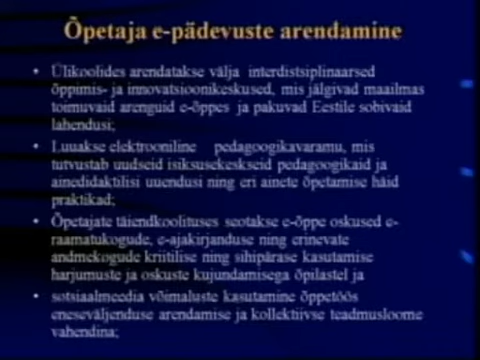 Õpetaja e-pädevuste arendamine
• Ülikoolides arendatakse välja interdistsiplinaarsed
õppimis- ja innovatsioonikeskused, mis jälgivad maailmas
toimuvaid arenguid e-õppes ja pakuvad Eestile sobivaid
lahendusi;
• Luuakse elektrooniline pedagoogikavaramu, mis
tutvustab uudseid isiksusekeskseid pedagoogikaid ja
ainedidaktilisi uuendusi ning eri ainete õpetamise häid
praktikad;
• Õpetajate täiendkoolituses seotakse e-õppe oskused e-
raamatukogude, e-ajakirjanduse ning erinevate
andmekogude kriitilise ning sihipärase kasutamise
harjumuste ja oskuste kujundamisega õpilastel ja
• sotsiaalmeedia võimaluste kasutamine õppetöös
eneseväljenduse arendamise ja kollektiivse teadmusloome
vahendina;